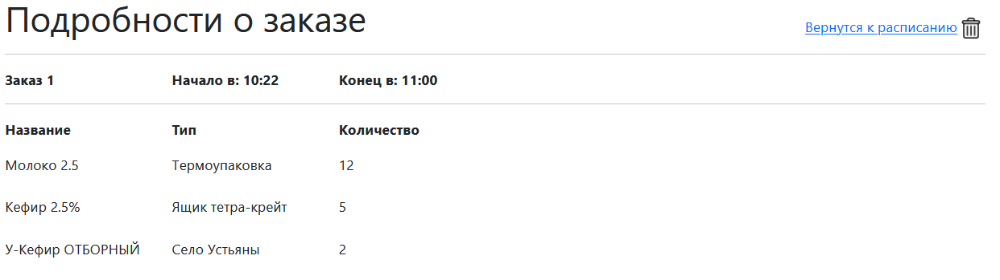 Подробности о заказе
Вернутся к расписанию
Заказ 1 Начало в: 10:22 Конец в: 11:00
Название Тип Количество
Молоко 2.5 Термоупаковка 12
Кефир 2.5% Ящик тетра-крейт 5
У-Кефир ОТБОРНЫЙ Село Устьяны 2